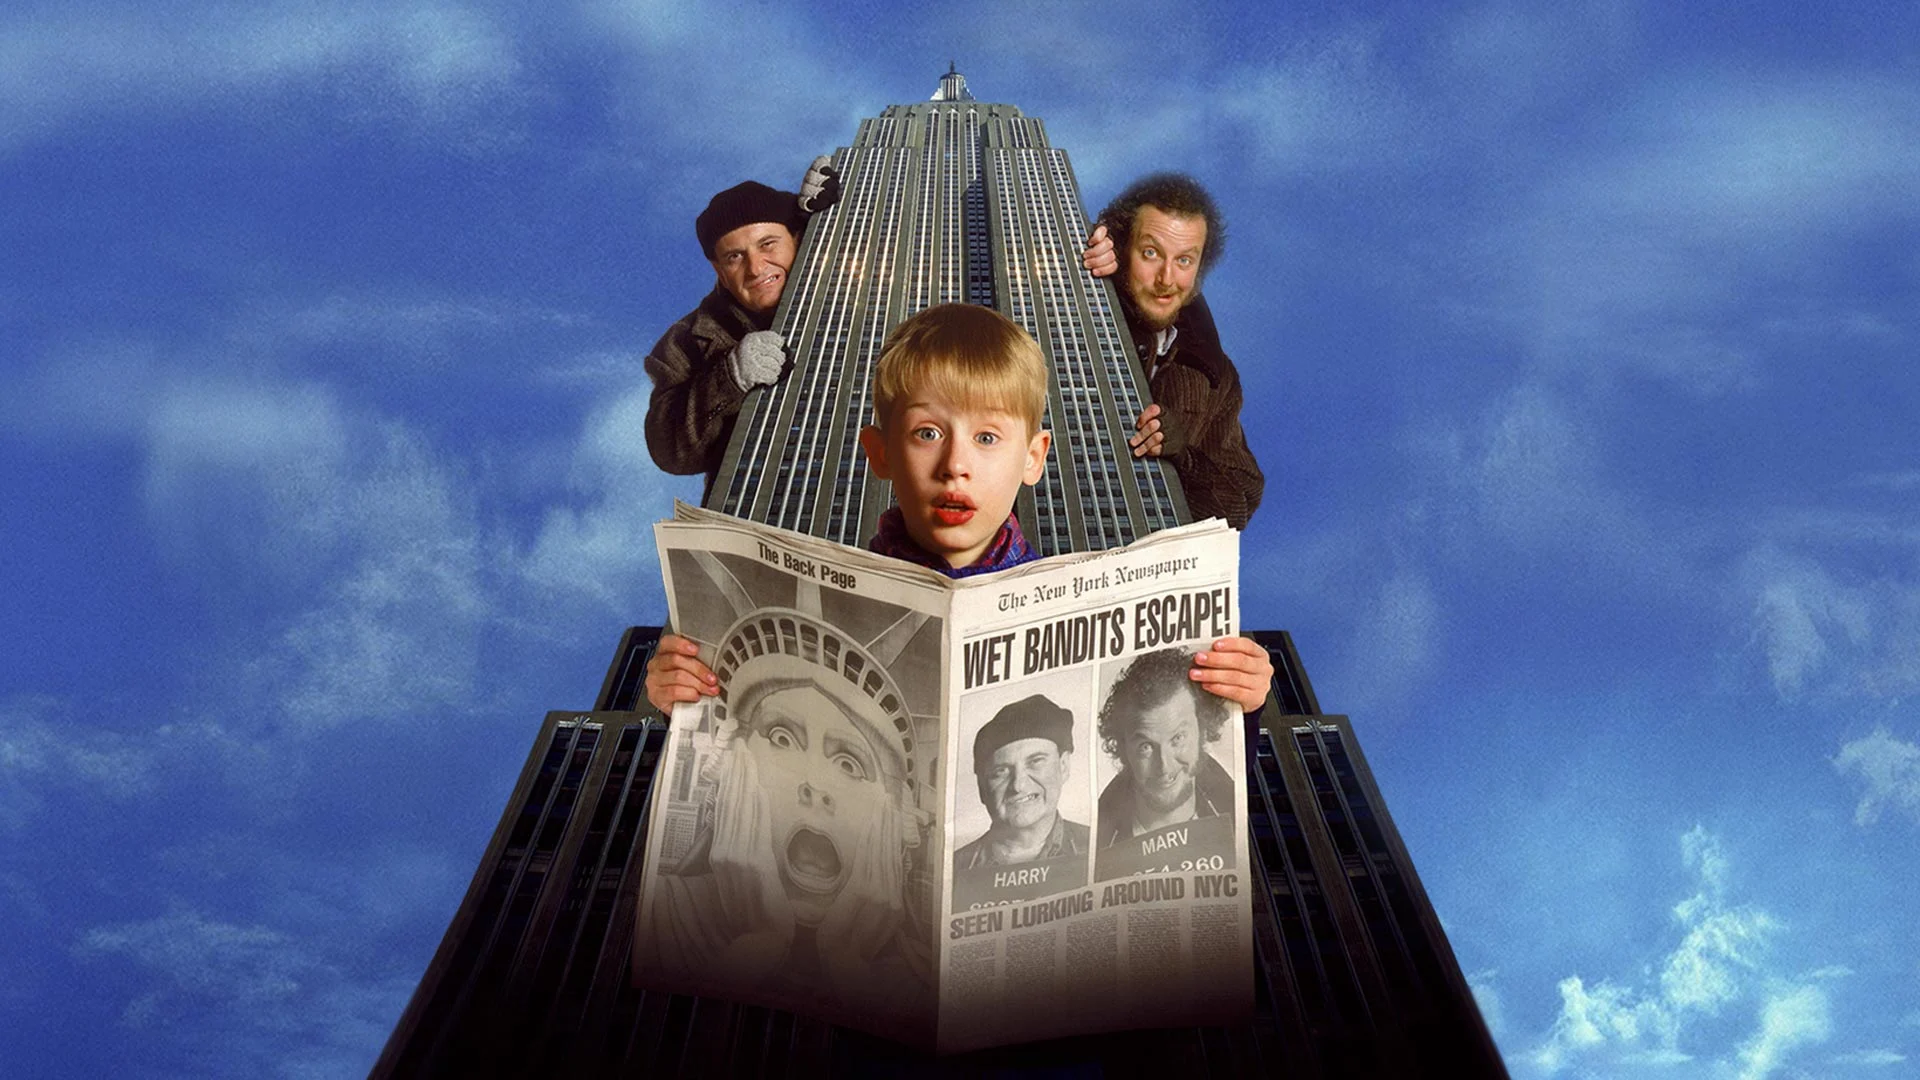 The Back Page
The New York Newspaper
WET BANDITS ESCAPE!
HARRY
MARV
SEEN LURKING AROUND NYC